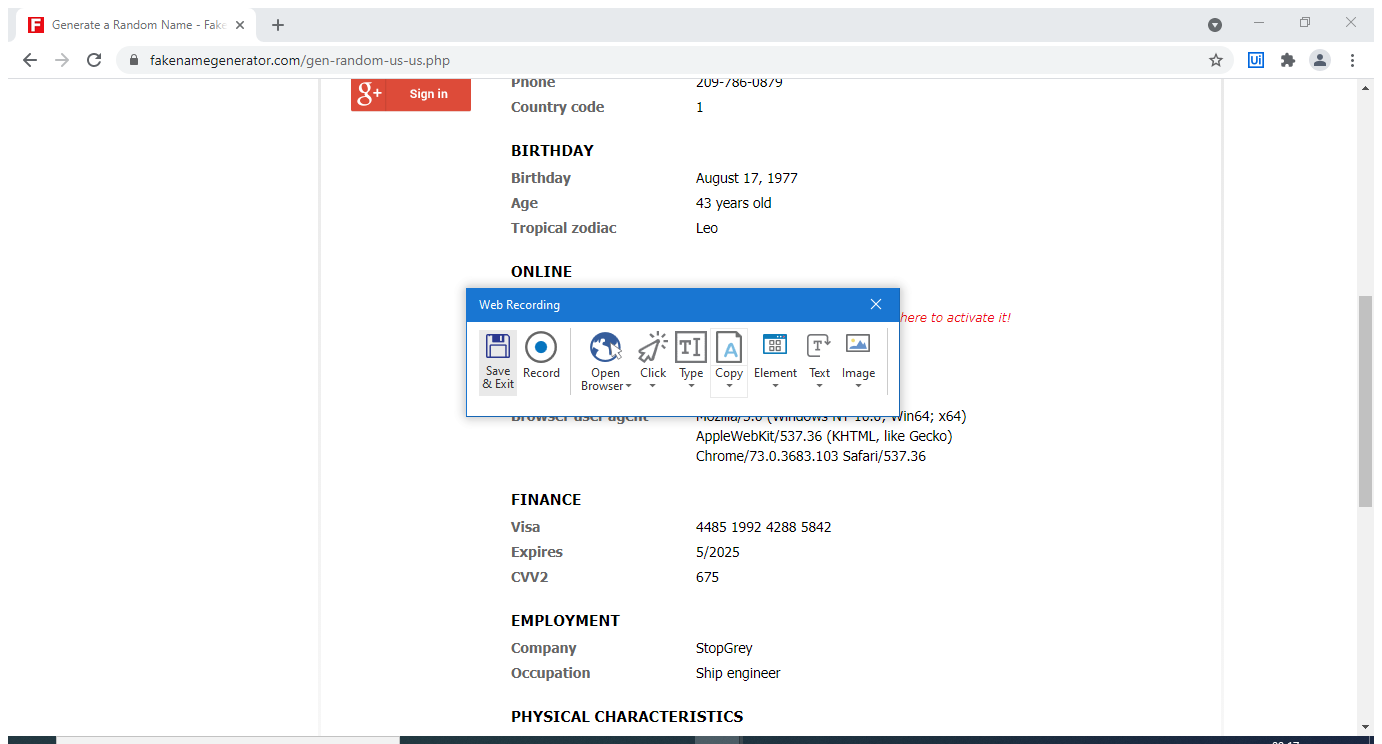 F Generate a Random Name - Fake
fakenamegenerator.com/gen-random-us-us.php
Ui
g+ Sign in
Phone 209-786-0879
Country code 1
BIRTHDAY
Birthday August 17, 1977
Age 43 years old
Tropical zodiac Leo
ONLINE
Web Recording
here to activate it!
Save & Exit
Record
Open Browser
Click
Type
Copy
Element
Text
Image
Browser user agent Mozilla/5.0 (Windows NT 10.0; Win64; x64)
AppleWebKit/537.36 (KHTML, like Gecko)
Chrome/73.0.3683.103 Safari/537.36
FINANCE
Visa 4485 1992 4288 5842
Expires 5/2025
CVV2 675
EMPLOYMENT
Company StopGrey
Occupation Ship engineer
PHYSICAL CHARACTERISTICS